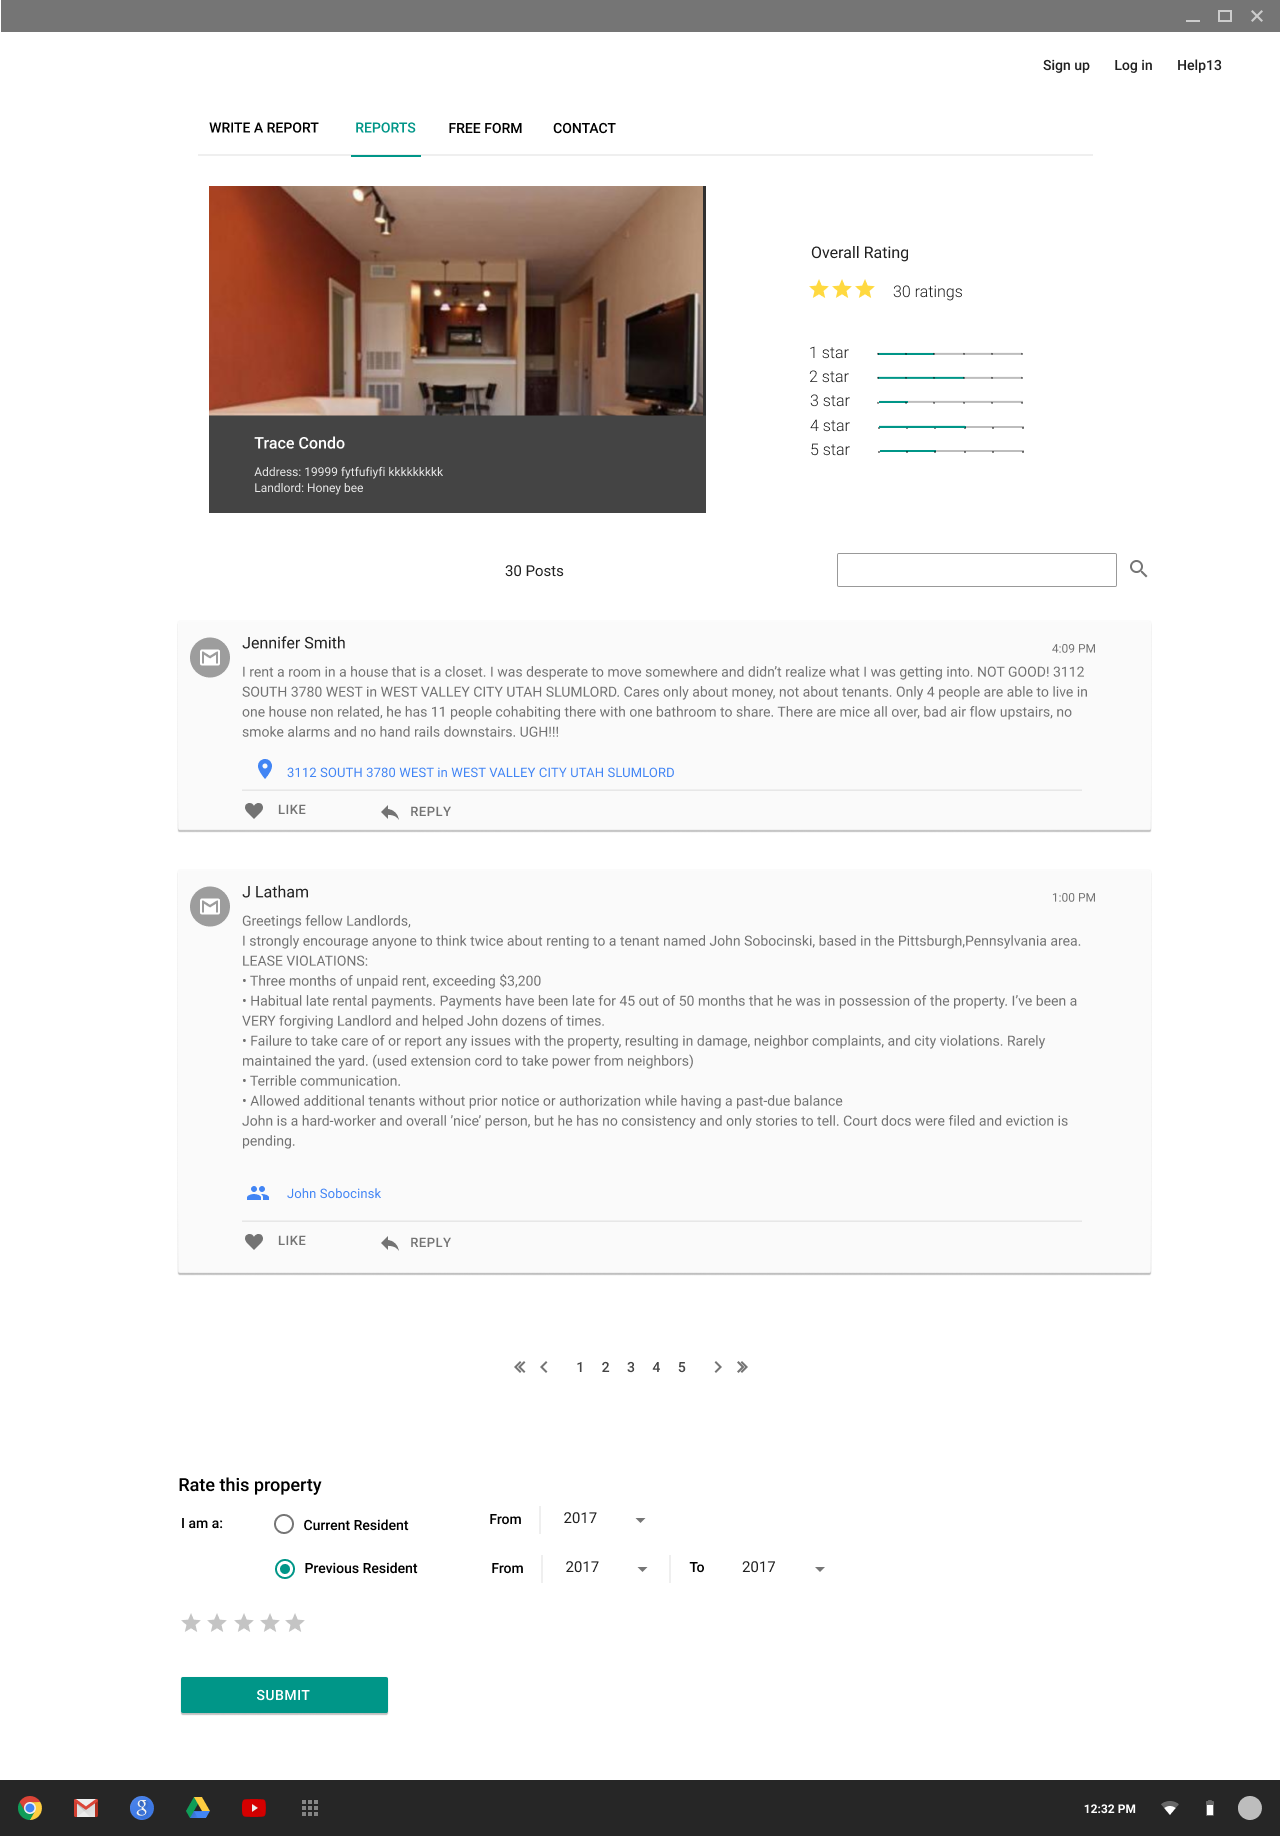 Sign up Log in Help13
WRITE A REPORT REPORTS FREE FORM CONTACT
Trace Condo
Address: 19999 fytfufiyfi kkkkkkkkk
Landlord: Honey bee
Overall Rating
30 ratings
1 star
2 star
3 star
4 star
5 star
30 Posts
Jennifer Smith
4:09 PM
I rent a room in a house that is a closet. I was desperate to move somewhere and didn’t realize what I was getting into. NOT GOOD! 3112
SOUTH 3780 WEST in WEST VALLEY CITY UTAH SLUMLORD. Cares only about money, not about tenants. Only 4 people are able to live in
one house non related, he has 11 people cohabiting there with one bathroom to share. There are mice all over, bad air flow upstairs, no
smoke alarms and no hand rails downstairs. UGH!!!
3112 SOUTH 3780 WEST in WEST VALLEY CITY UTAH SLUMLORD
LIKE REPLY
J Latham
1:00 PM
Greetings fellow Landlords,
I strongly encourage anyone to think twice about renting to a tenant named John Sobocinski, based in the Pittsburgh,Pennsylvania area.
LEASE VIOLATIONS:
• Three months of unpaid rent, exceeding $3,200
• Habitual late rental payments. Payments have been late for 45 out of 50 months that he was in possession of the property. I’ve been a
VERY forgiving Landlord and helped John dozens of times.
• Failure to take care of or report any issues with the property, resulting in damage, neighbor complaints, and city violations. Rarely
maintained the yard. (used extension cord to take power from neighbors)
• Terrible communication.
• Allowed additional tenants without prior notice or authorization while having a past-due balance
John is a hard-worker and overall ‘nice’ person, but he has no consistency and only stories to tell. Court docs were filed and eviction is
pending.
John Sobocinsk
LIKE REPLY
1 2 3 4 5
Rate this property
I am a: Current Resident From 2017
Previous Resident From 2017 To 2017
SUBMIT
12:32 PM